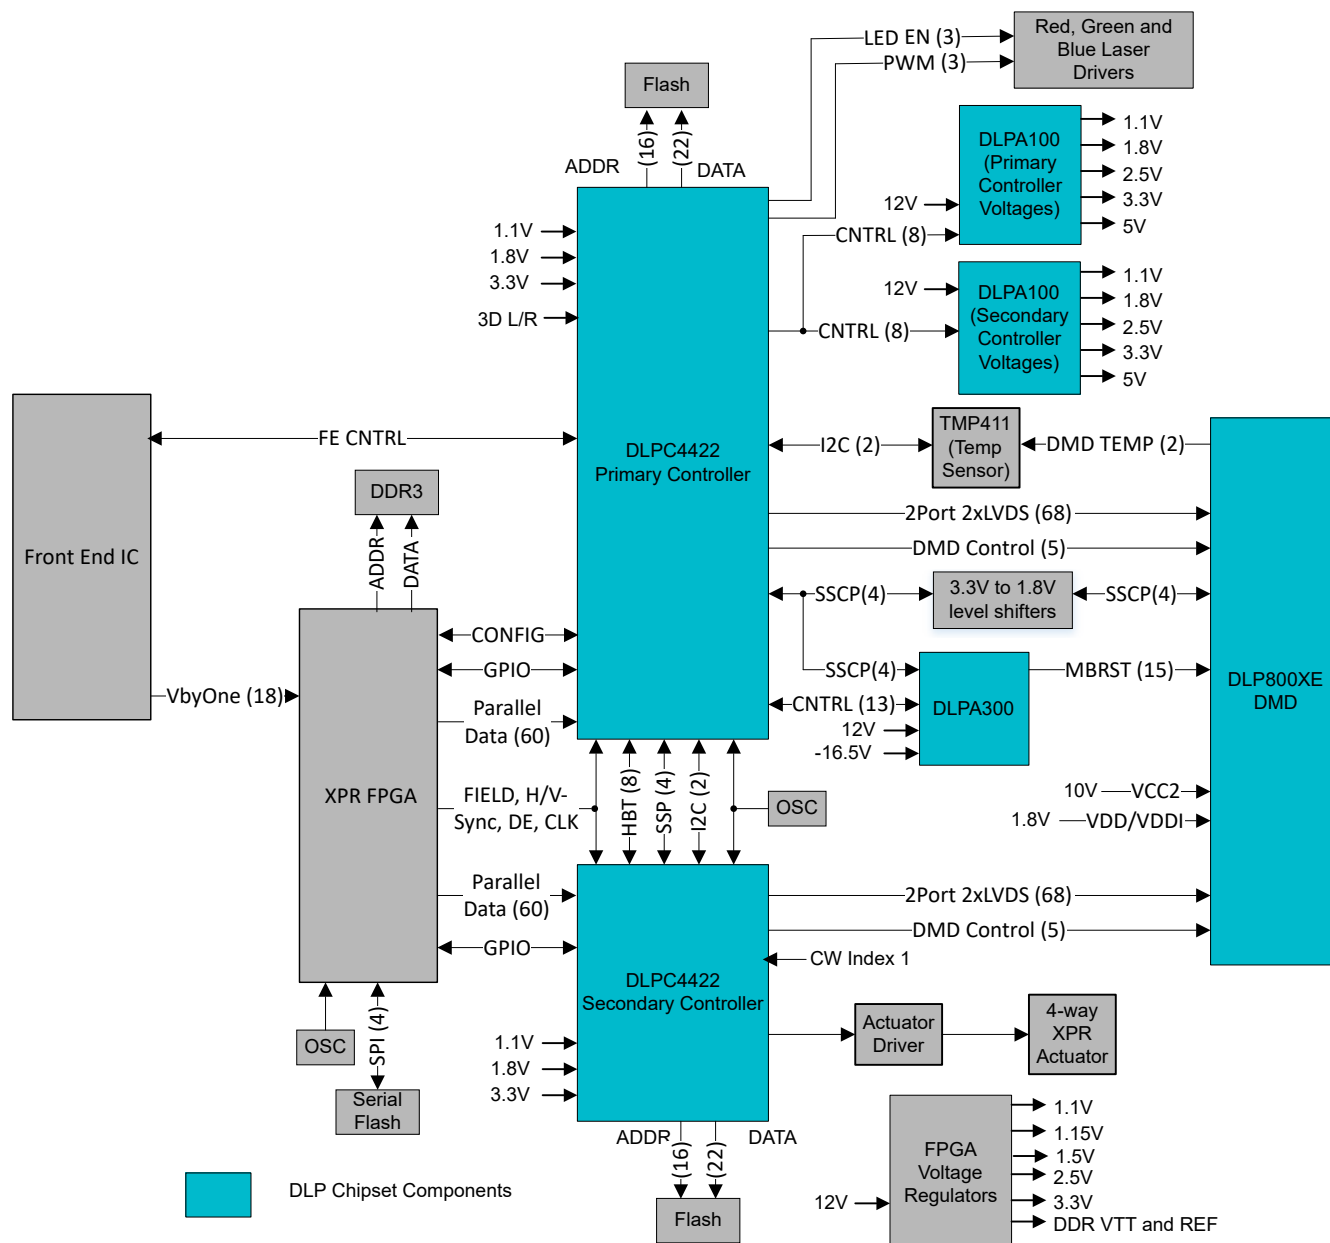 LED EN (3)
PWM (3)
Red, Green and
Blue Laser
Drivers
Flash
(16)
(22)
ADDR
DATA
DLPA100
(Primary
Controller
Voltages)
12V
CNTRL (8)
1.1V
1.8V
2.5V
3.3V
5V
1.1V
1.8V
3.3V
3D L/R
12V
CNTRL (8)
DLPA100
(Secondary
Controller
Voltages)
1.1V
1.8V
2.5V
3.3V
5V
Front End IC
FE CNTRL
DLPC4422
Primary Controller
I2C (2)
TMP411
(Temp
Sensor)
DMD TEMP (2)
DDR3
ADDR
DATA
2Port 2xLVDS (68)
DMD Control (5)
SSCP(4)
3.3V to 1.8V
level shifters
SSCP(4)
CONFIG
GPIO
VbyOne (18)
Parallel
Data (60)
SSCP(4)
CNTRL (13)
12V
-16.5V
DLPA300
MBRST (15)
DLP800XE
DMD
XPR FPGA
FIELD, H/V-
Sync, DE, CLK
HBT (8)
SSP (4)
I2C (2)
OSC
10V
VCC2
1.8V
VDD/VDDI
Parallel
Data (60)
GPIO
2Port 2xLVDS (68)
DMD Control (5)
CW Index 1
DLPC4422
Secondary Controller
OSC
SPI (4)
Serial
Flash
1.1V
1.8V
3.3V
Actuator
Driver
4-way
XPR
Actuator
ADDR
(16)
(22)
DATA
Flash
12V
FPGA
Voltage
Regulators
1.1V
1.15V
1.5V
2.5V
3.3V
DDR VTT and REF
DLP Chipset Components